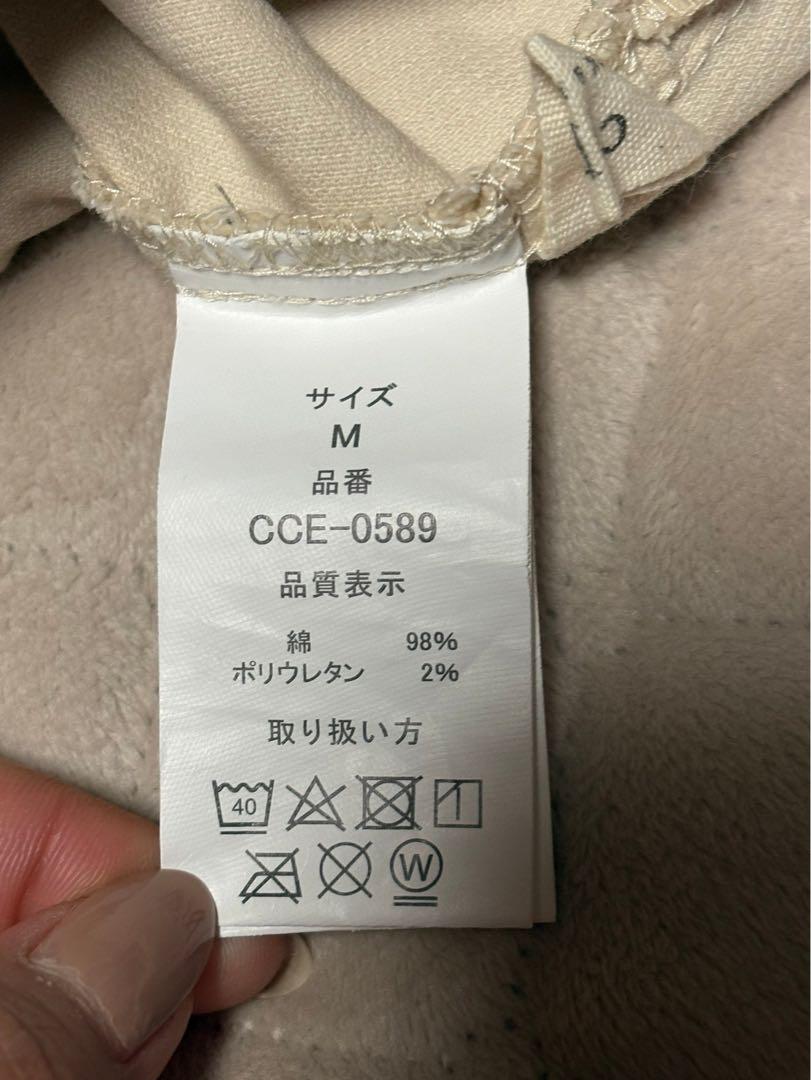 サイズ
M
品番
CCE-0589
品質表示
綿 98%
ポリウレタン 2%
取り扱い方
40
W